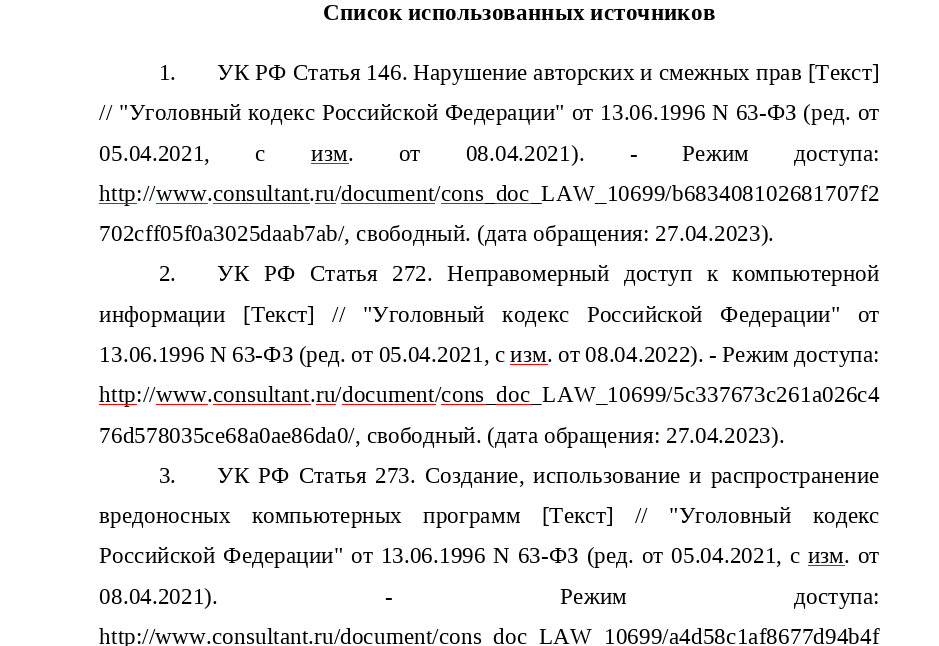 Список использованных источников
1. УК РФ Статья 146. Нарушение авторских и смежных прав [Текст]
// "Уголовный кодекс Российской Федерации" от 13.06.1996 N 63-ФЗ (ред. от
05.04.2021, с изм. от 08.04.2021). - Режим доступа:
http://www.consultant.ru/document/cons_doc_LAW_10699/b683408102681707f2
702cff05f0a3025daab7ab/, свободный. (дата обращения: 27.04.2023).
2. УК РФ Статья 272. Неправомерный доступ к компьютерной
информации [Текст] // "Уголовный кодекс Российской Федерации" от
13.06.1996 N 63-ФЗ (ред. от 05.04.2021, с изм. от 08.04.2022). - Режим доступа:
http://www.consultant.ru/document/cons_doc_LAW_10699/5c337673c261a026c4
76d578035ce68a0ae86da0/, свободный. (дата обращения: 27.04.2023).
3. УК РФ Статья 273. Создание, использование и распространение
вредоносных компьютерных программ [Текст] // "Уголовный кодекс
Российской Федерации" от 13.06.1996 N 63-ФЗ (ред. от 05.04.2021, с изм. от
08.04.2021). - Режим доступа:
http://www.consultant.ru/document/cons_doc_LAW_10699/a4d58c1af8677d94b4f